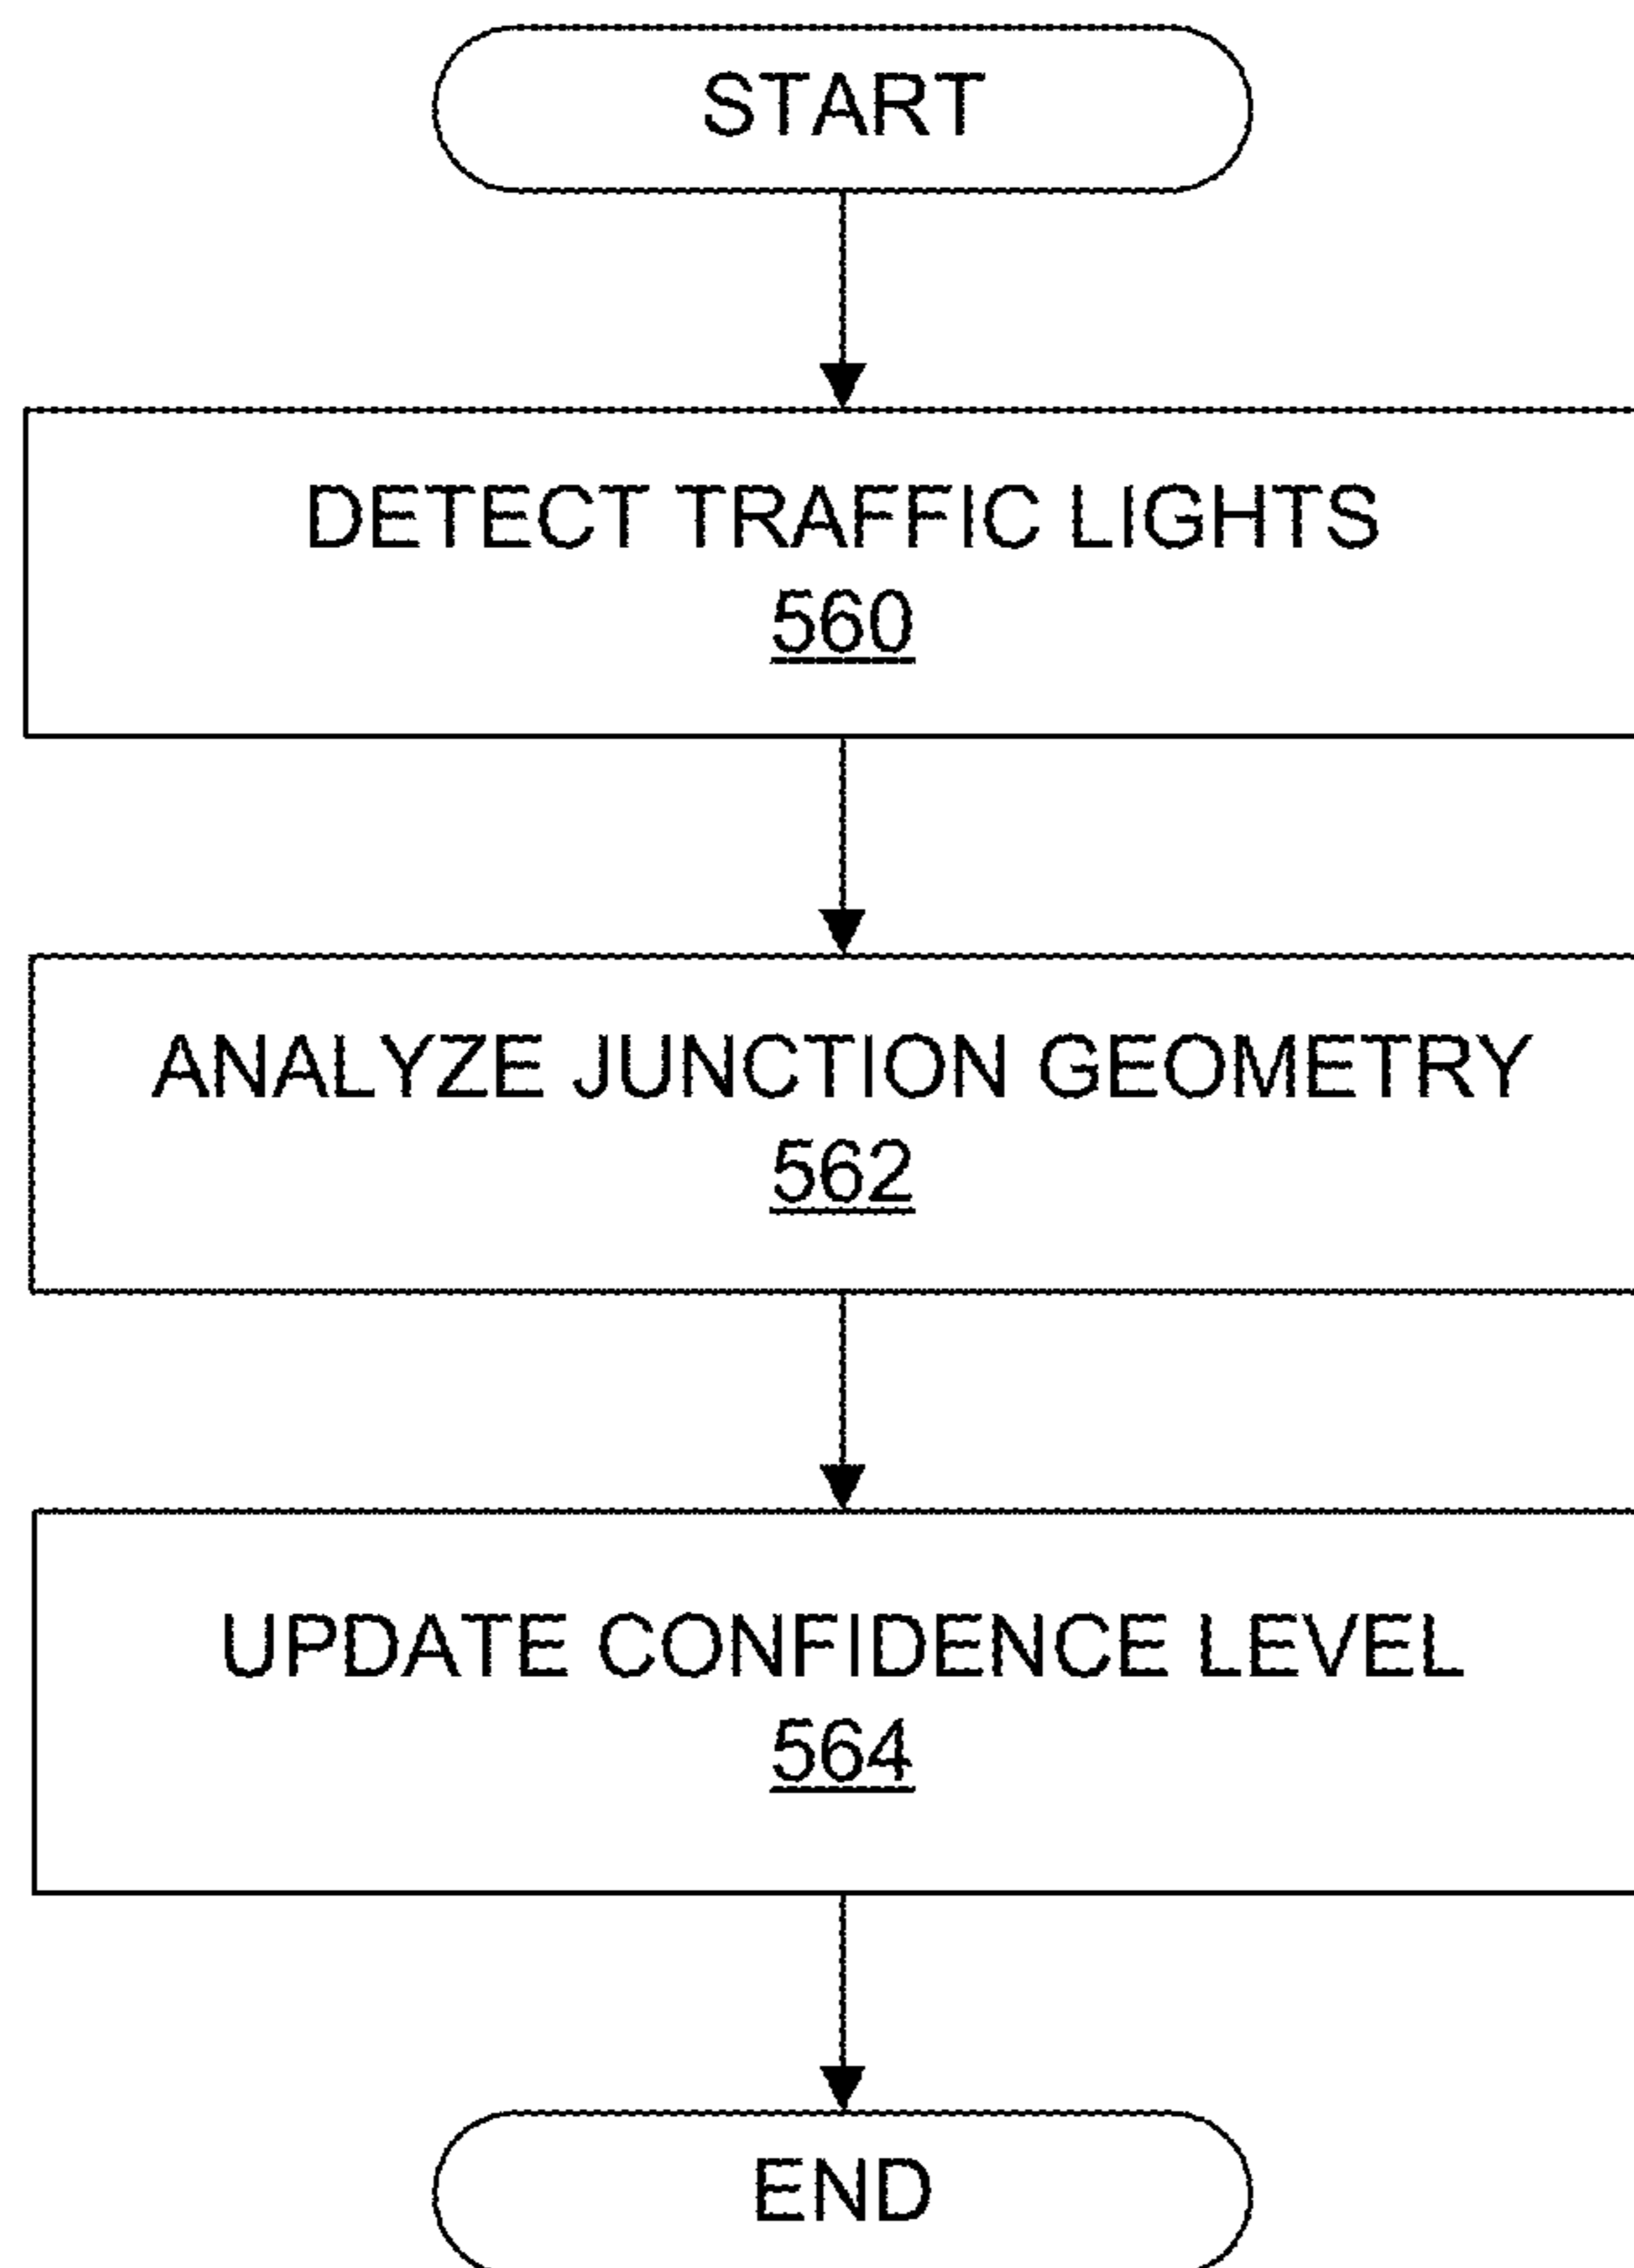 START
DETECT TRAFFIC LIGHTS
560
ANALYZE JUNCTION GEOMETRY
562
UPDATE CONFIDENCE LEVEL
564
END